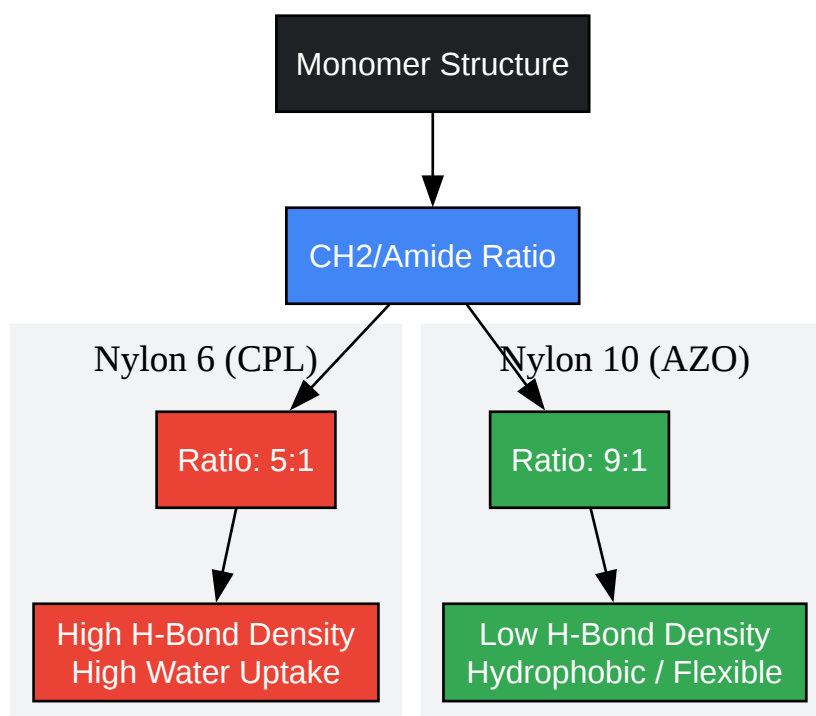 Monomer Structure
CH2/Amide Ratio
Nylon 6 (CPL)
Ratio: 5:1
High H-Bond Density
High Water Uptake
Nylon 10 (AZO)
Ratio: 9:1
Low H-Bond Density
Hydrophobic / Flexible